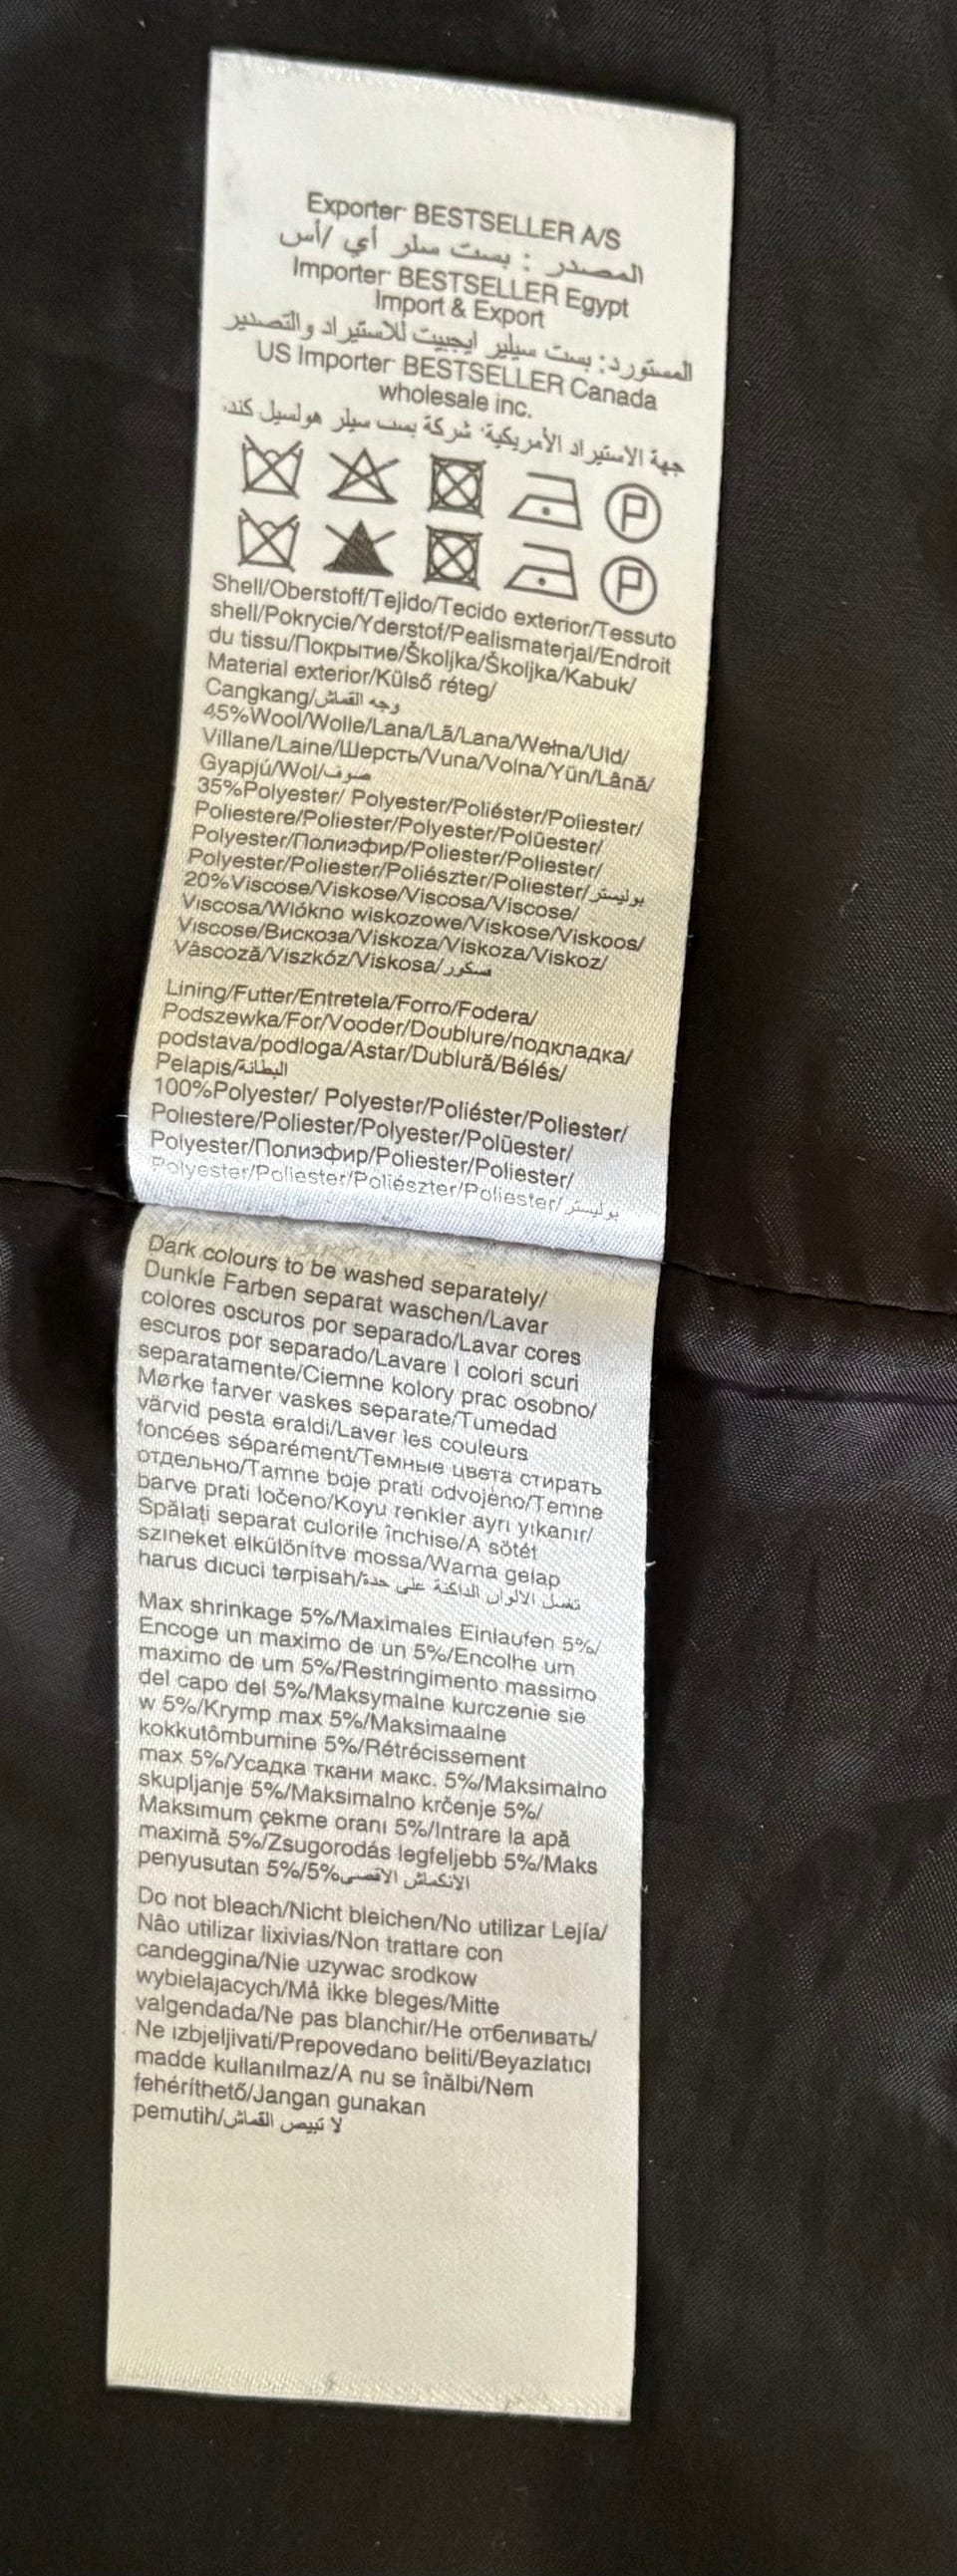 Exporter: BESTSELLER A/S
المصدر : بست سلر أي /أس
Importer: BESTSELLER Egypt
Import & Export
المستورد: بست سيلير ايجيبت للاستيراد والتصدير
US Importer: BESTSELLER Canada
wholesale inc.
جهة الاستيراد الأمريكية: شركة بست سيلر هولسيل كند.
P
P
Shell/Oberstoff/Tejido/Tecido exterior/Tessuto
shell/Pokrycie/Yderstof/Pealismaterjal/Endroit
du tissu/Покрытие/Školjka/Školjka/Kabuk/
Material exterior/Külső réteg/
Cangkang/وجه القماش
45%Wool/Wolle/Lana/Lã/Lana/Wełna/Uld/
Villane/Laine/Шерсть/Vuna/Volna/Yün/Lână/
Gyapjú/Wol/صوف
35%Polyester/ Polyester/Poliéster/Poliester/
Poliestere/Poliester/Polyester/Polüester/
Polyester/Полиэфир/Poliester/Poliester/
Polyester/Poliester/Poliészter/Poliester/بوليستر
20%Viscose/Viskose/Viscosa/Viscose/
Viscosa/Wiókno wiskozowe/Viskose/Viskoos/
Viscose/Вискоза/Viskoza/Viskoza/Viskoz/
Vâscoză/Viszkóz/Viskosa/
Lining/Futter/Entretela/Forro/Fodera/
Podszewka/For/Vooder/Doublure/подкладка/
podstava/podloga/Astar/Dublură/Bélés/
Pelapis/البطانة
100%Polyester/ Polyester/Poliéster/Poliester/
Poliestere/Poliester/Polyester/Polüester/
Polyester/Полиэфир/Poliester/Poliester/
Polyester/Poliester/Poliészter/Poliester/بوليستر
Dark colours to be washed separately/
Dunkle Farben separat waschen/Lavar
colores oscuros por separado/Lavar cores
escuros por separado/Lavare I colori scuri
separatamente/Ciemne kolory prac osobno/
Mørke farver vaskes separate/Tumedad
värvid pesta eraldi/Laver les couleurs
foncées séparément/Темные цвета стирать
отдельно/Tamne boje prati odvojeno/Temne
barve prati ločeno/Koyu renkler ayrı yıkanır/
Spălați separat culorile închise/A sötét
színeket elkülönítve mossa/Warna gelap
harus dicuci terpisah/تغسل الالوان الداكنة على حدة
Max shrinkage 5%/Maximales Einlaufen 5%/
Encoge un maximo de un 5%/Encolhe um
maximo de um 5%/Restringimento massimo
del capo del 5%/Maksymalne kurczenie sie
w 5%/Krymp max 5%/Maksimaalne
kokkutômbumine 5%/Rétrécissement
max 5%/Усадка ткани макс. 5%/Maksimalno
skupljanje 5%/Maksimalno krčenje 5%/
Maksimum çekme oranı 5%/Intrare la apă
maximă 5%/Zsugorodás legfeljebb 5%/Maks
penyusutan 5%/5%الانكماش الاقصى
Do not bleach/Nicht bleichen/No utilizar Lejía/
Nâo utilizar lixivias/Non trattare con
candeggina/Nie uzywac srodkow
wybielajacych/Må ikke bleges/Mitte
valgendada/Ne pas blanchir/Не отбеливать/
Ne izbjeljivati/Prepovedano beliti/Beyazlatıcı
madde kullanılmaz/A nu se înălbi/Nem
fehéríthető/Jangan gunakan
pemutih/لا تبيض القماش